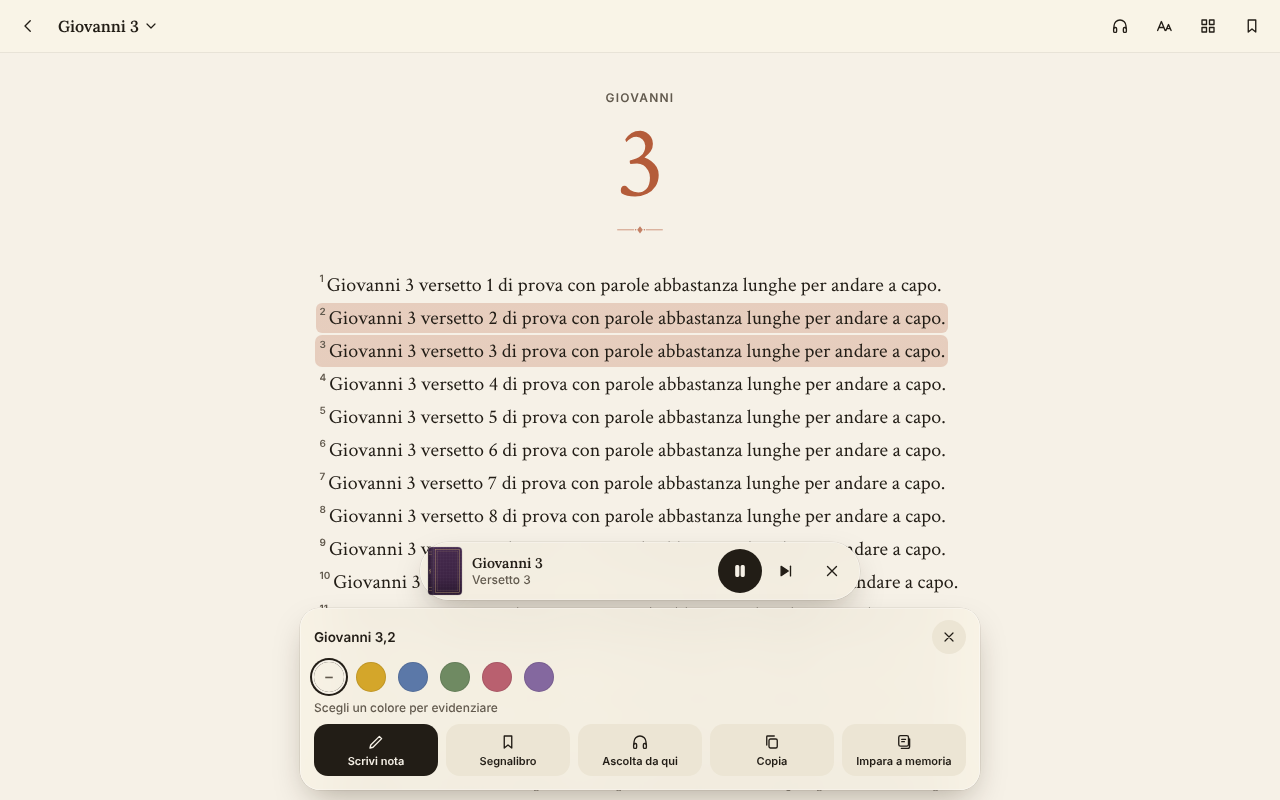 Giovanni 3
GIOVANNI
3
1 Giovanni 3 versetto 1 di prova con parole abbastanza lunghe per andare a capo.
2 Giovanni 3 versetto 2 di prova con parole abbastanza lunghe per andare a capo.
3 Giovanni 3 versetto 3 di prova con parole abbastanza lunghe per andare a capo.
4 Giovanni 3 versetto 4 di prova con parole abbastanza lunghe per andare a capo.
5 Giovanni 3 versetto 5 di prova con parole abbastanza lunghe per andare a capo.
6 Giovanni 3 versetto 6 di prova con parole abbastanza lunghe per andare a capo.
7 Giovanni 3 versetto 7 di prova con parole abbastanza lunghe per andare a capo.
8 Giovanni 3 versetto 8 di prova con parole abbastanza lunghe per andare a capo.
9 Giovanni 3 a capo.
10 Giovanni 3 a capo.
Giovanni 3
Versetto 3
Giovanni 3,2
Scegli un colore per evidenziare
Scrivi nota
Segnalibro
Ascolta da qui
Copia
Impara a memoria